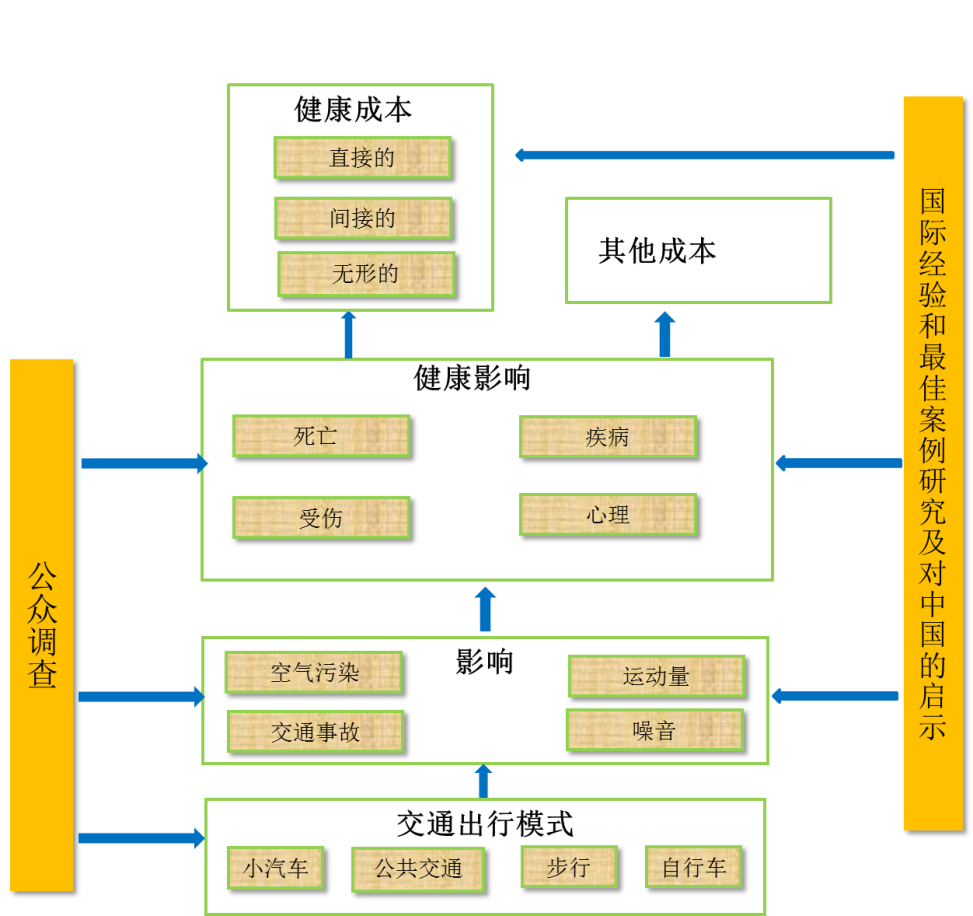 健康成本
直接的
间接的
无形的
其他成本
国际经验和最佳案例研究及对中国的启示
健康影响
死亡
疾病
受伤
心理
公众调查
影响
空气污染
运动量
交通事故
噪音
交通出行模式
小汽车
公共交通
步行
自行车